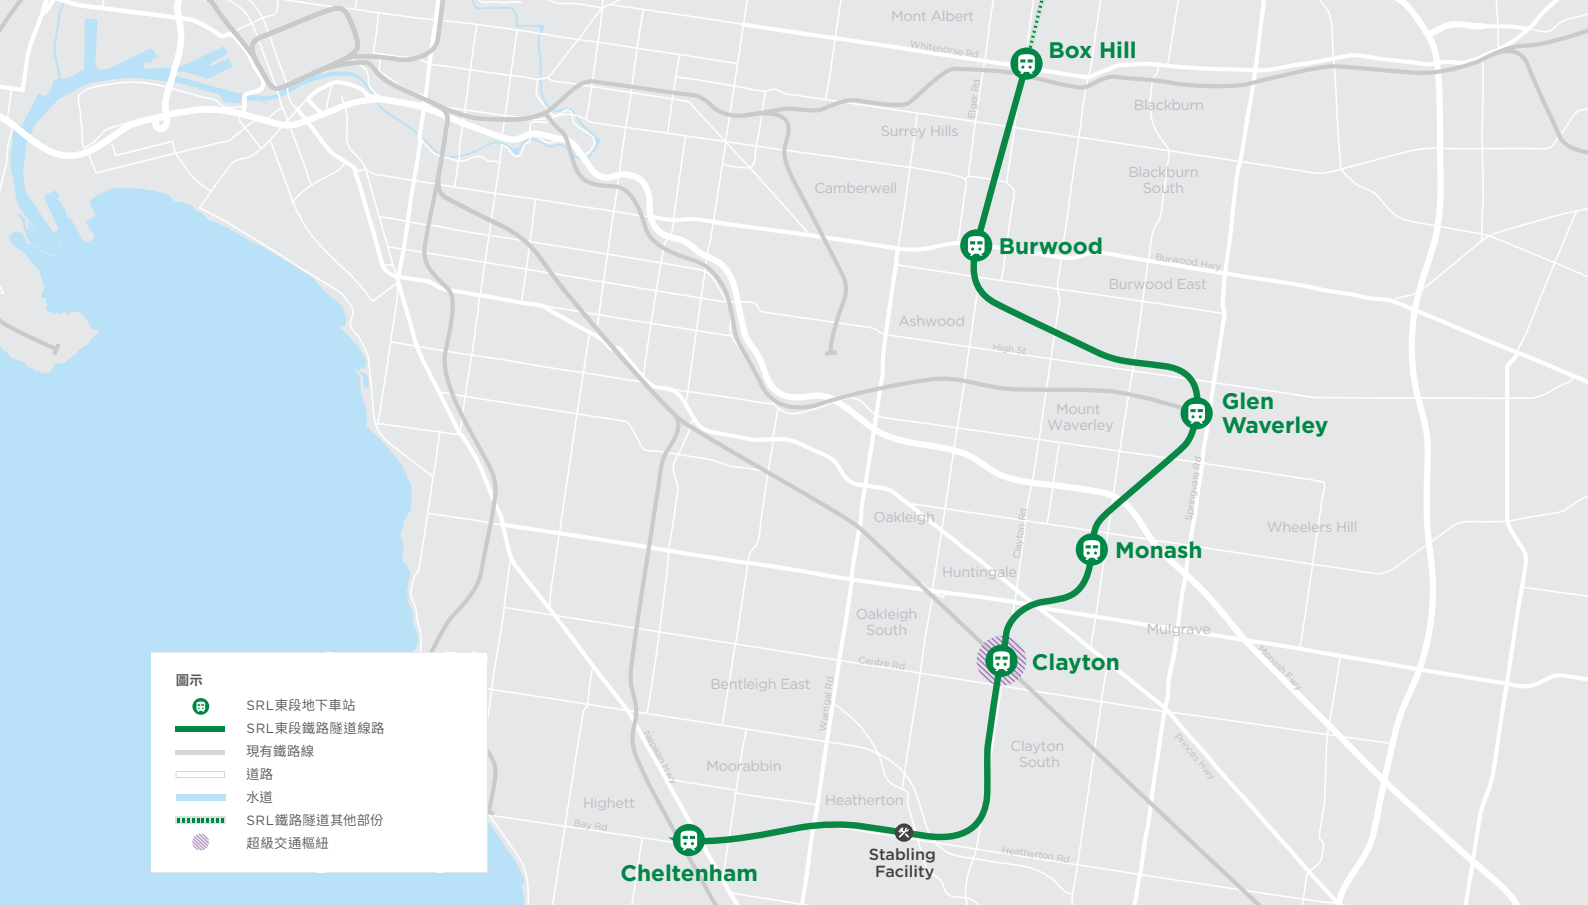 Mont Albert
Whitehorse Rd
Box Hill
Elgar Rd
Blackburn
Surrey Hills
Blackburn
South
Camberwell
Burwood
Burwood Hwy
Burwood East
Ashwood
High St
Glen
Waverley
Mount
Waverley
Springvale Rd
Oakleigh
Clayton Rd
Wheelers Hill
Monash
Huntingale
Oakleigh
South
Mulgrave
Centre Rd
Clayton
Monash Fwy
Bentleigh East
Warrigal Rd
Nepean Hwy
Clayton
South
Princes Hwy
Moorabbin
Highett
Heatherton
Bay Rd
Stabling
Facility
Heatherton Rd
Cheltenham
圖示
SRL東段地下車站
SRL東段鐵路隧道線路
現有鐵路線
道路
水道
SRL鐵路隧道其他部份
超級交通樞紐